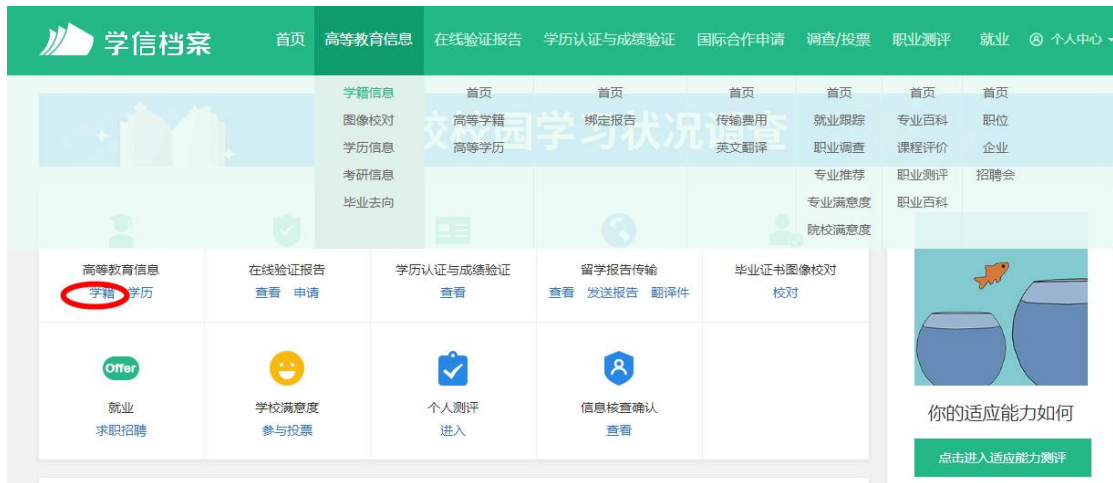 学信档案
首页 高等教育信息 在线验证报告 学历认证与成绩验证 国际合作申请 调查/投票 职业测评 就业 个人中心
学籍信息 首页 首页 首页 首页 首页 首页
图像校对 高等学籍 绑定报告 传输费用 就业跟踪 专业百科 职位
学历信息 高等学历 英文翻译 职业调查 课程评价 企业
考研信息 专业推荐 职业测评 招聘会
毕业去向 专业满意度 职业百科
院校满意度
校园学习状况调查
高等教育信息 在线验证报告 学历认证与成绩验证 留学报告传输 毕业证书图像校对
学籍 学历 查看 申请 查看 查看 发送报告 翻译件 校对
Offer
就业 学校满意度 个人测评 信息核查确认
求职招聘 参与投票 进入 查看
你的适应能力如何
点击进入适应能力测评